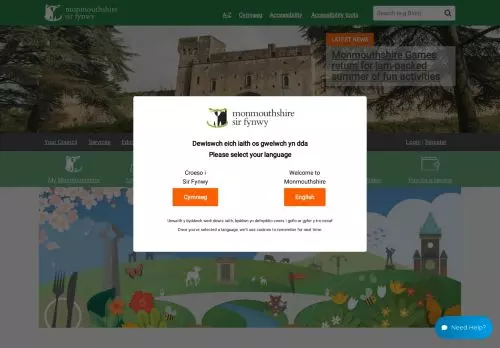 monmouthshire
sir fynwy
A-Z Cymraeg Accessibility Accessibility tools
Search (e.g Bins)
LATEST NEWS
Monmouthshire Games
return for jam-packed
summer of fun activities
Your Council Services
Login | Register
My Monmouthshire
monmouthshire
sir fynwy
Dewiswch eich iaith os gwelwch yn dda
Please select your language
Croeso i
Sir Fynwy
Welcome to
Monmouthshire
Cymraeg
English
Unwaith y byddwch wedi dewis iaith, byddwn yn defnyddio cwcis i gofio ar gyfer y tro nesaf
Once you've selected a language, we'll use cookies to remember for next time.
Need Help?